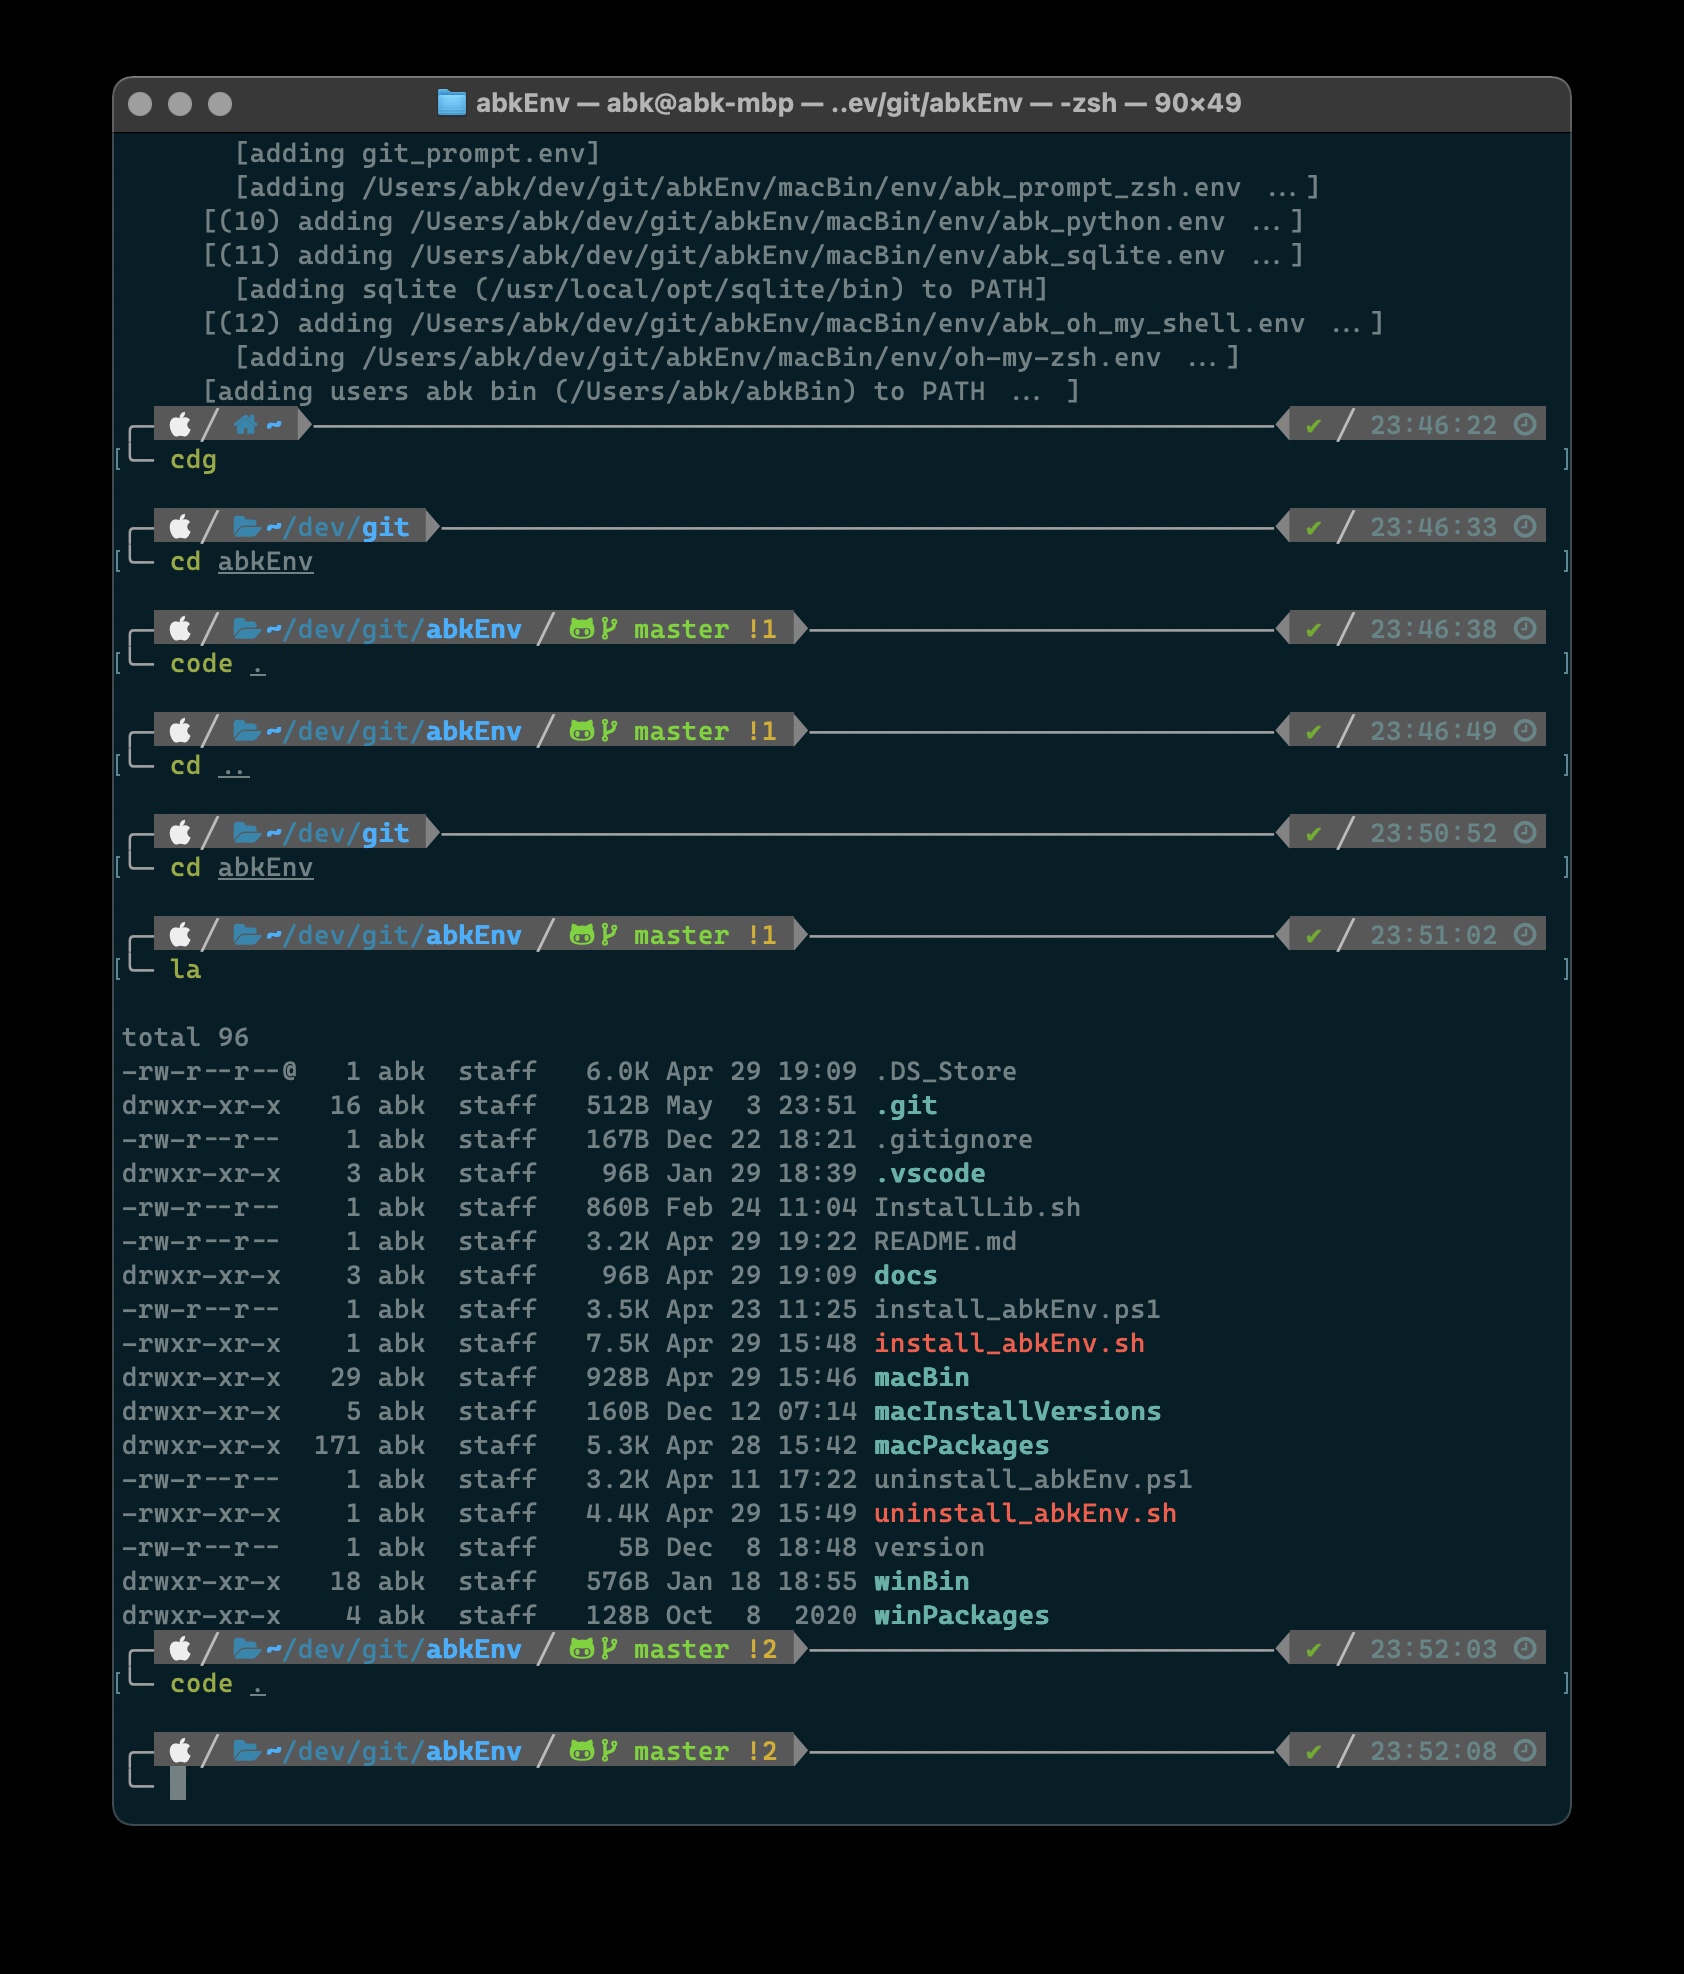 abkEnv — abk@abk-mbp — ..ev/git/abkEnv — -zsh — 90×49
[adding git_prompt.env]
[adding /Users/abk/dev/git/abkEnv/macBin/env/abk_prompt_zsh.env ...]
[(10) adding /Users/abk/dev/git/abkEnv/macBin/env/abk_python.env ...]
[(11) adding /Users/abk/dev/git/abkEnv/macBin/env/abk_sqlite.env ...]
[adding sqlite (/usr/local/opt/sqlite/bin) to PATH]
[(12) adding /Users/abk/dev/git/abkEnv/macBin/env/abk_oh_my_shell.env ...]
[adding /Users/abk/dev/git/abkEnv/macBin/env/oh-my-zsh.env ...]
[adding users abk bin (/Users/abk/abkBin) to PATH ... ]
/ ~ ✔ / 23:46:22
[ cdg ]
/ ~/dev/git ✔ / 23:46:33
[ cd abkEnv ]
/ ~/dev/git/abkEnv / master !1 ✔ / 23:46:38
[ code . ]
/ ~/dev/git/abkEnv / master !1 ✔ / 23:46:49
[ cd .. ]
/ ~/dev/git ✔ / 23:50:52
[ cd abkEnv ]
/ ~/dev/git/abkEnv / master !1 ✔ / 23:51:02
[ la ]
total 96
-rw-r--r--@ 1 abk staff 6.0K Apr 29 19:09 .DS_Store
drwxr-xr-x 16 abk staff 512B May 3 23:51 .git
-rw-r--r-- 1 abk staff 167B Dec 22 18:21 .gitignore
drwxr-xr-x 3 abk staff 96B Jan 29 18:39 .vscode
-rw-r--r-- 1 abk staff 860B Feb 24 11:04 InstallLib.sh
-rw-r--r-- 1 abk staff 3.2K Apr 29 19:22 README.md
drwxr-xr-x 3 abk staff 96B Apr 29 19:09 docs
-rw-r--r-- 1 abk staff 3.5K Apr 23 11:25 install_abkEnv.ps1
-rwxr-xr-x 1 abk staff 7.5K Apr 29 15:48 install_abkEnv.sh
drwxr-xr-x 29 abk staff 928B Apr 29 15:46 macBin
drwxr-xr-x 5 abk staff 160B Dec 12 07:14 macInstallVersions
drwxr-xr-x 171 abk staff 5.3K Apr 28 15:42 macPackages
-rw-r--r-- 1 abk staff 3.2K Apr 11 17:22 uninstall_abkEnv.ps1
-rwxr-xr-x 1 abk staff 4.4K Apr 29 15:49 uninstall_abkEnv.sh
-rw-r--r-- 1 abk staff 5B Dec 8 18:48 version
drwxr-xr-x 18 abk staff 576B Jan 18 18:55 winBin
drwxr-xr-x 4 abk staff 128B Oct 8 2020 winPackages
/ ~/dev/git/abkEnv / master !2 ✔ / 23:52:03
[ code . ]
/ ~/dev/git/abkEnv / master !2 ✔ / 23:52:08